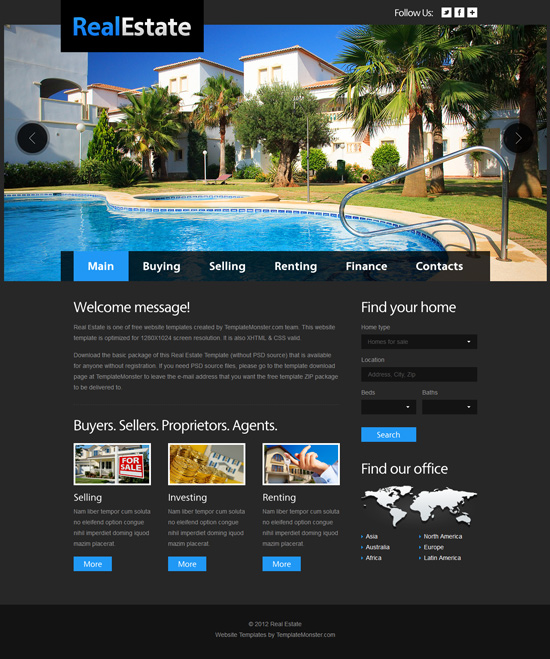 RealEstate
Follow Us:
Main Buying Selling Renting Finance Contacts
Welcome message!
Real Estate is one of free website templates created by TemplateMonster.com team. This website
template is optimized for 1280X1024 screen resolution. It is also XHTML & CSS valid.
Download the basic package of this Real Estate Template (without PSD source) that is available
for anyone without registration. If you need PSD source files, please go to the template download
page at TemplateMonster to leave the e-mail address that you want the free template ZIP package
to be delivered to.
Buyers. Sellers. Proprietors. Agents.
FOR
SALE
Selling
Nam liber tempor cum soluta
no eleifend option congue
nihil imperdiet doming iquod
mazim placerat.
More
Investing
Nam liber tempor cum soluta
no eleifend option congue
nihil imperdiet doming iquod
mazim placerat.
More
Renting
Nam liber tempor cum soluta
no eleifend option congue
nihil imperdiet doming iquod
mazim placerat.
More
Find your home
Home type
Homes for sale
Location
Address, City, Zip
Beds Baths
Search
Find our office
Asia North America
Australia Europe
Africa Latin America
© 2012 Real Estate
Website Templates by TemplateMonster.com